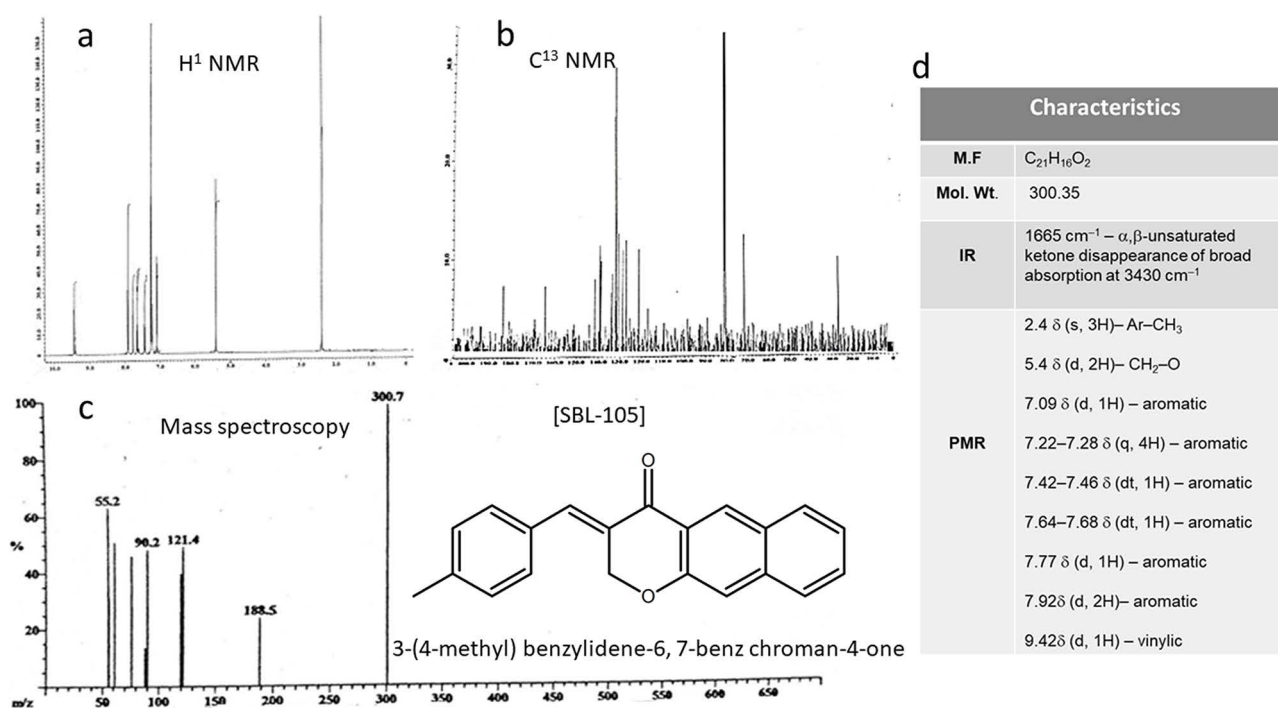 a
H¹ NMR
b
C¹³ NMR
c
Mass spectroscopy
100
80
60
%
40
20
55.2
90.2
121.4
188.5
300.7
m/z
50
100
150
200
250
300
350
400
450
500
550
600
650
[SBL-105]
O
O
3-(4-methyl) benzylidene-6, 7-benz chroman-4-one
d
Characteristics
M.F C₂₁H₁₆O₂
Mol. Wt. 300.35
IR
1665 cm⁻¹ – α,β-unsaturated
ketone disappearance of broad
absorption at 3430 cm⁻¹
PMR
2.4 δ (s, 3H)– Ar–CH₃
5.4 δ (d, 2H)– CH₂–O
7.09 δ (d, 1H) – aromatic
7.22–7.28 δ (q, 4H) – aromatic
7.42–7.46 δ (dt, 1H) – aromatic
7.64–7.68 δ (dt, 1H) – aromatic
7.77 δ (d, 1H) – aromatic
7.92δ (d, 2H)– aromatic
9.42δ (d, 1H) – vinylic